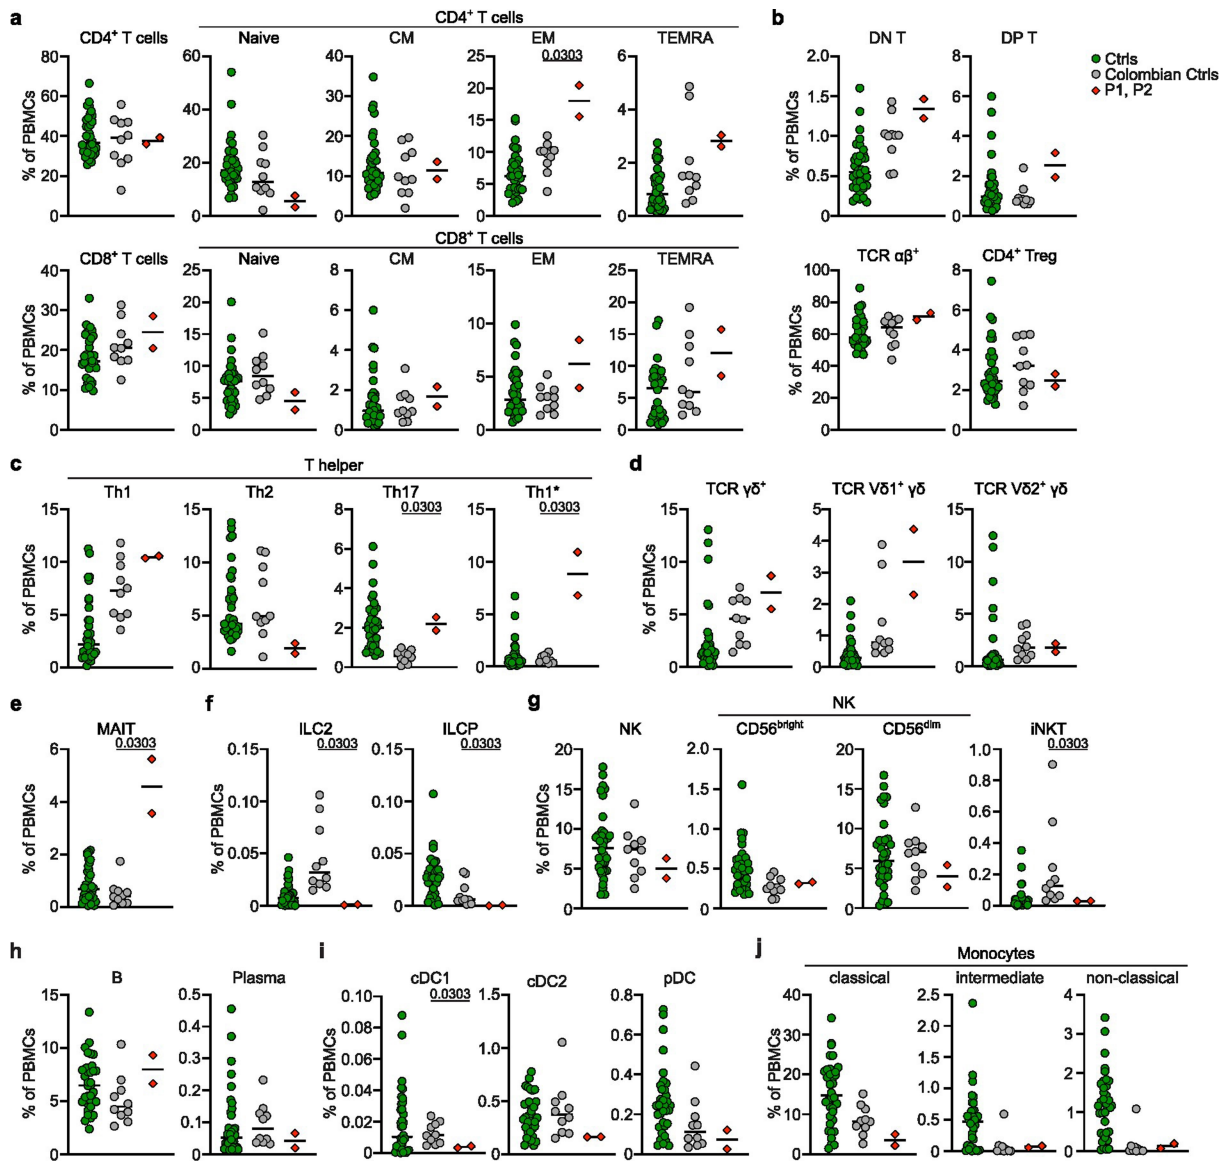 a
CD4⁺ T cells
b
CD4⁺ T cells
Naive
CM
EM
TEMRA
DN T
DP T
Ctrls
Colombian Ctrls
P1, P2
0.0303
% of PBMCs
80
60
40
20
0
60
40
20
0
40
30
20
10
0
25
20
15
10
5
0
6
4
2
0
% of PBMCs
2.0
1.5
1.0
0.5
0
8
6
4
2
0
CD8⁺ T cells
CD8⁺ T cells
Naive
CM
EM
TEMRA
TCR αβ⁺
CD4⁺ Treg
% of PBMCs
40
30
20
10
0
25
20
15
10
5
0
8
6
4
2
0
15
10
5
0
25
20
15
10
5
0
% of PBMCs
100
80
60
40
20
0
8
6
4
2
0
c
T helper
d
Th1
Th2
Th17
Th1*
TCR γδ⁺
TCR Vδ1⁺ γδ
TCR Vδ2⁺ γδ
0.0303
0.0303
% of PBMCs
15
10
5
0
15
10
5
0
8
6
4
2
0
15
10
5
0
% of PBMCs
15
10
5
0
5
4
3
2
1
0
15
10
5
0
e
f
g
NK
MAIT
ILC2
ILCP
NK
CD56ᵇʳⁱᵍʰᵗ
CD56ᵈⁱᵐ
iNKT
0.0303
0.0303
0.0303
0.0303
% of PBMCs
6
4
2
0
% of PBMCs
0.15
0.10
0.05
0
0.15
0.10
0.05
0
% of PBMCs
20
15
10
5
0
2.0
1.5
1.0
0.5
0
20
15
10
5
0
1.0
0.8
0.6
0.4
0.2
0
h
i
j
Monocytes
B
Plasma
cDC1
cDC2
pDC
classical
intermediate
non-classical
0.0303
% of PBMCs
15
10
5
0
0.5
0.4
0.3
0.2
0.1
0
% of PBMCs
0.10
0.08
0.06
0.04
0.02
0.00
1.5
1.0
0.5
0
0.8
0.6
0.4
0.2
0
% of PBMCs
40
30
20
10
0
2.5
2.0
1.5
1.0
0.5
0
4
3
2
1
0